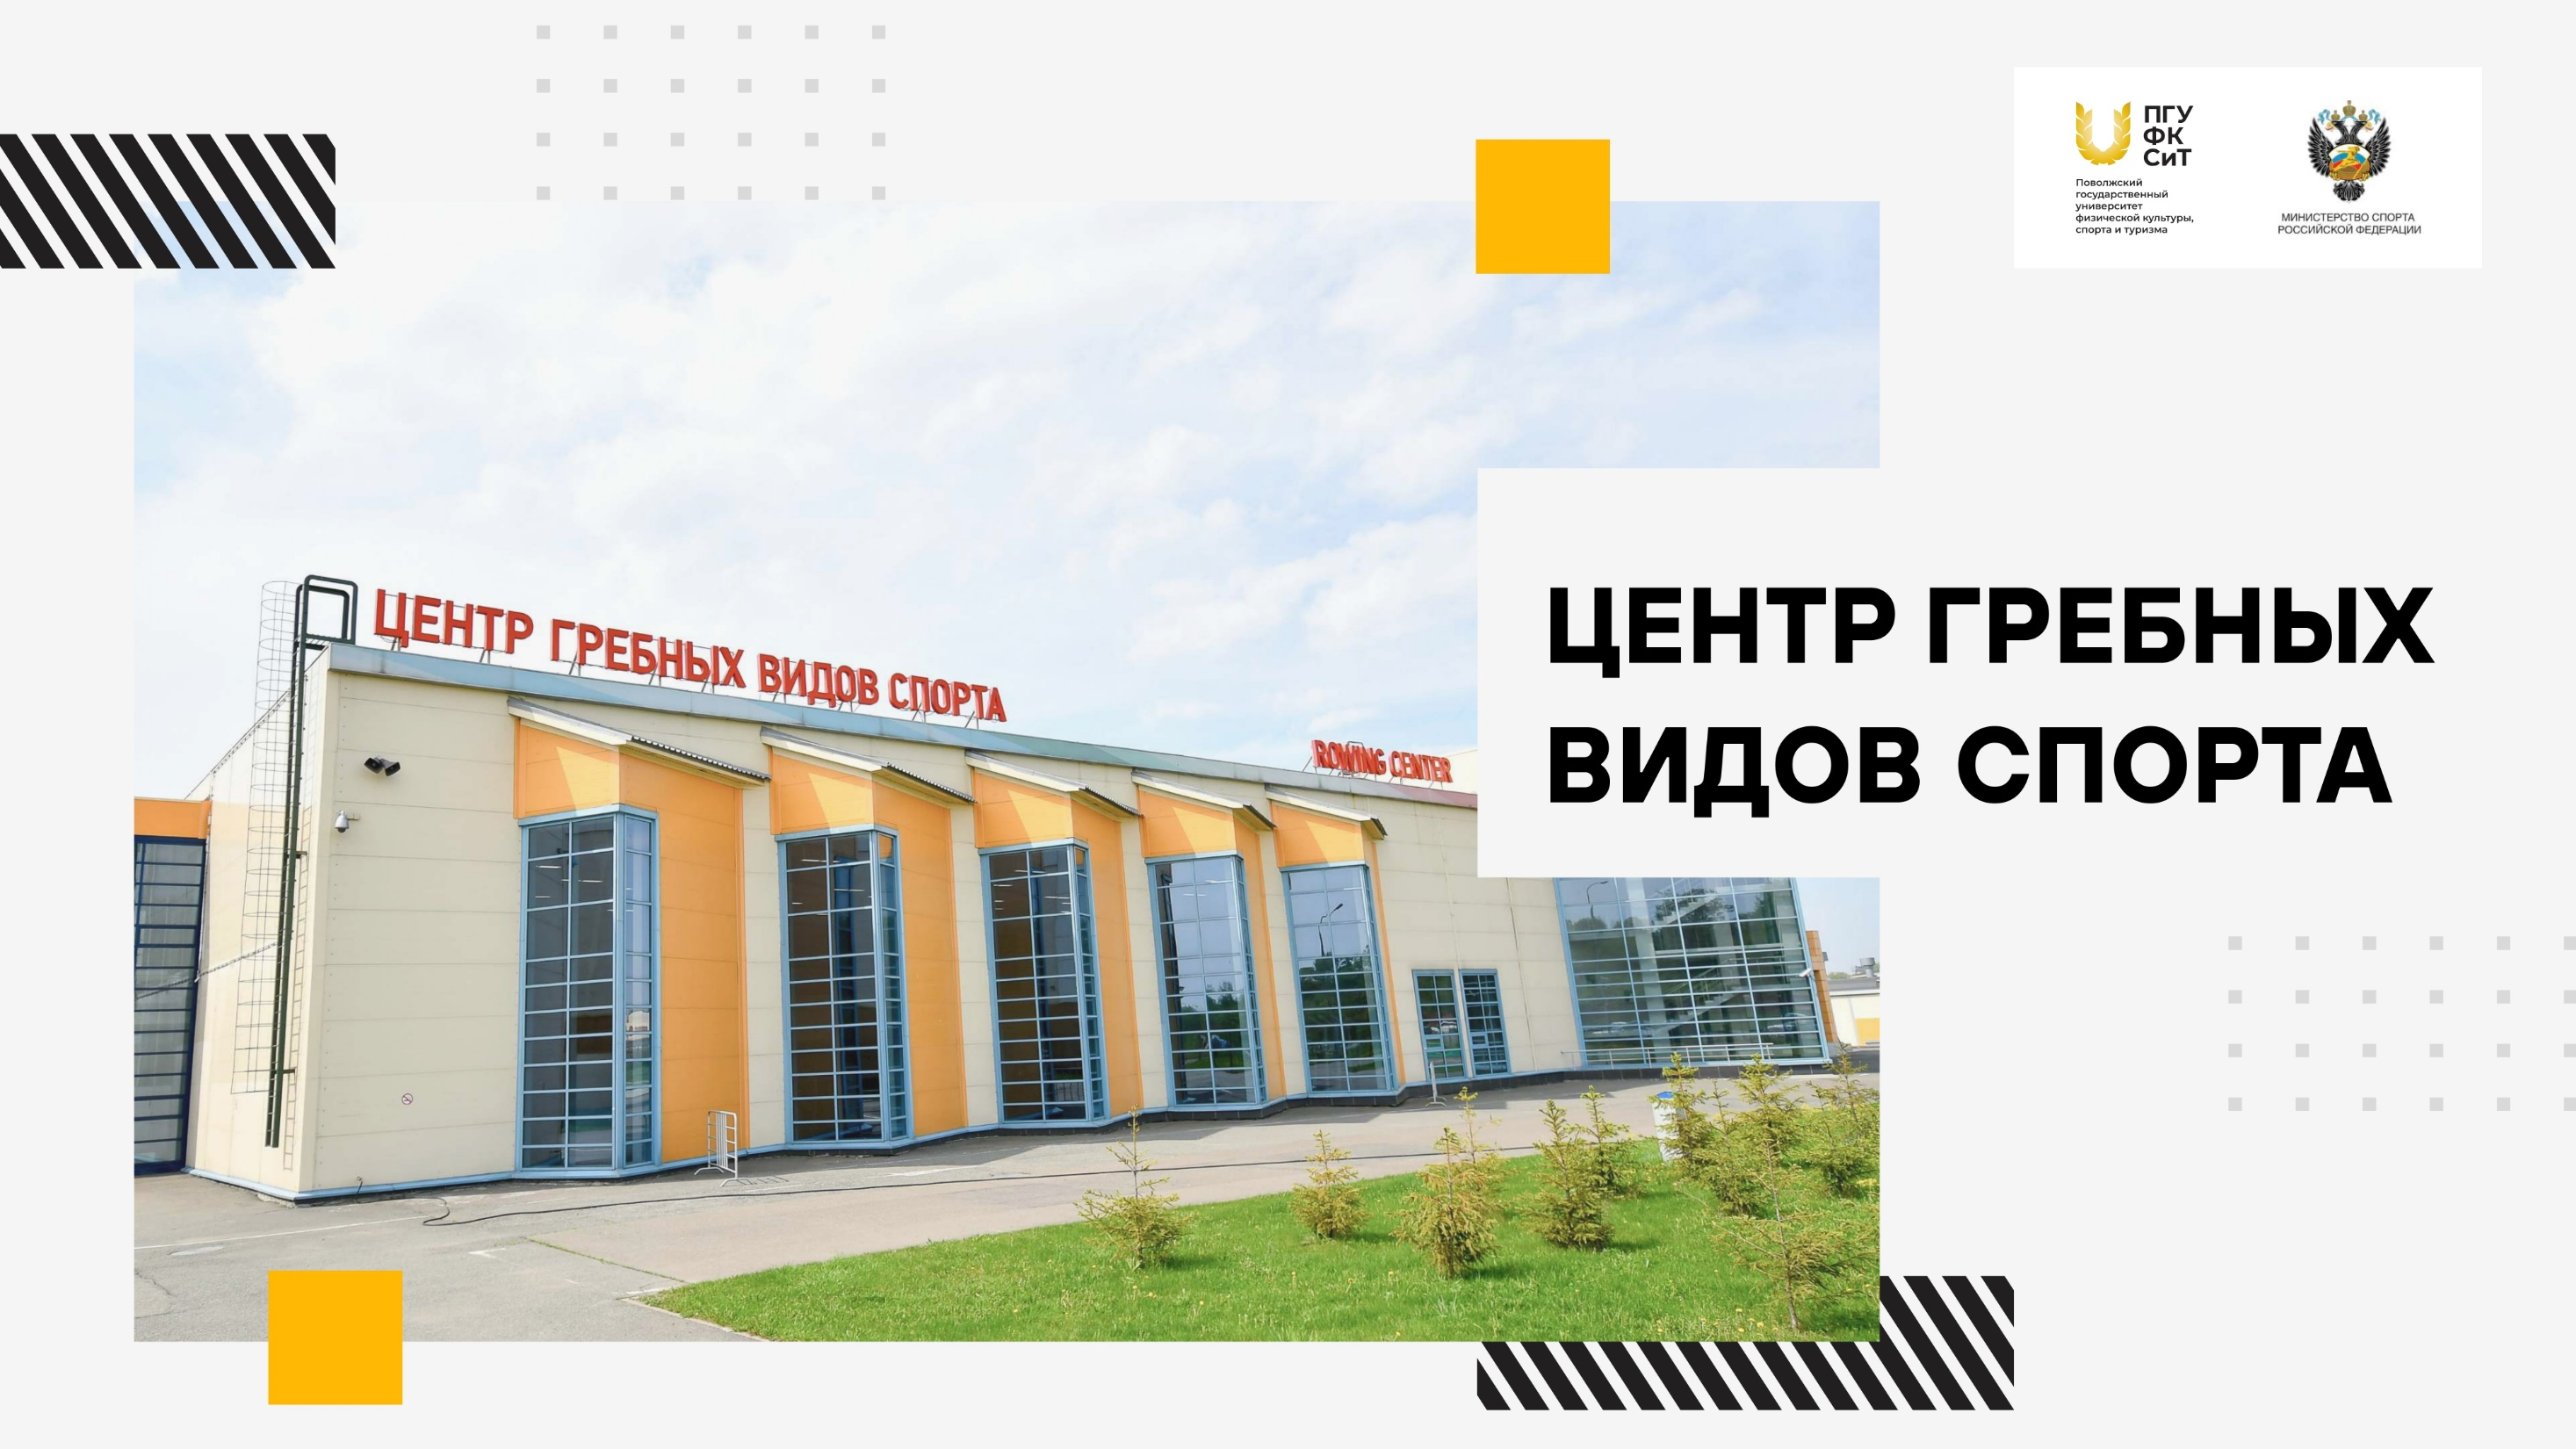 ПГУ
ФК
СиТ
Поволжский
государственный
университет
физической культуры,
спорта и туризма
МИНИСТЕРСТВО СПОРТА
РОССИЙСКОЙ ФЕДЕРАЦИИ
ЦЕНТР ГРЕБНЫХ ВИДОВ СПОРТА
ROWING CENTER
ЦЕНТР ГРЕБНЫХ
ВИДОВ СПОРТА